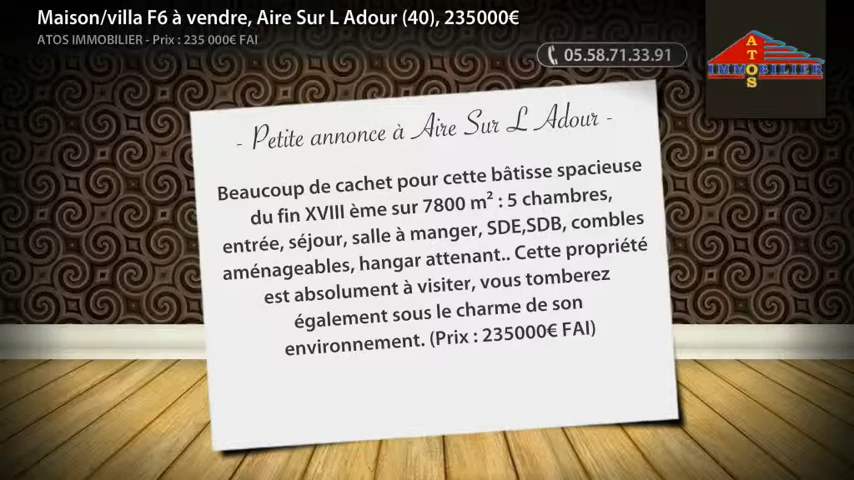 Maison/villa F6 à vendre, Aire Sur L Adour (40), 235000€
ATOS IMMOBILIER - Prix : 235 000€ FAI
05.58.71.33.91
ATOS
IMMOBILIER
- Petite annonce à Aire Sur L Adour -
Beaucoup de cachet pour cette bâtisse spacieuse
du fin XVIII ème sur 7800 m² : 5 chambres,
entrée, séjour, salle à manger, SDE,SDB, combles
aménageables, hangar attenant.. Cette propriété
est absolument à visiter, vous tomberez
également sous le charme de son
environnement. (Prix : 235000€ FAI)